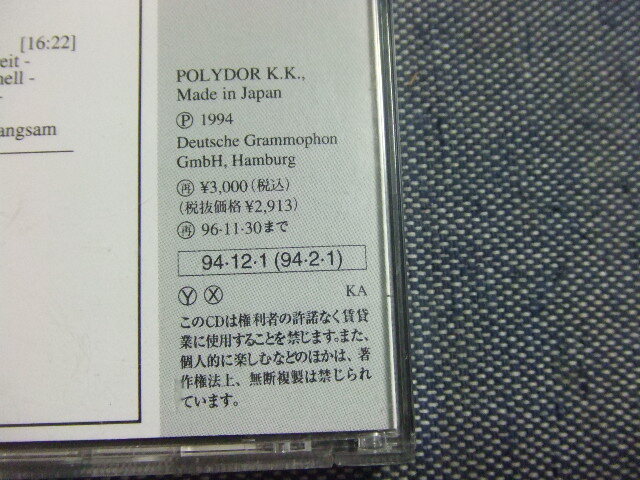 [16:22]
eit -
nell -
-
angsam
POLYDOR K.K.,
Made in Japan
Ⓟ 1994
Deutsche Grammophon
GmbH, Hamburg
㊢ ¥3,000(税込)
(税抜価格 ¥2,913)
㊢ 96·11·30まで
94·12·1 (94·2·1)
Ⓨ Ⓧ KA
このCDは権利者の許諾なく賃貸
業に使用することを禁じます。また、
個人的に楽しむなどのほかは、著
作権法上、無断複製は禁じられ
ています。